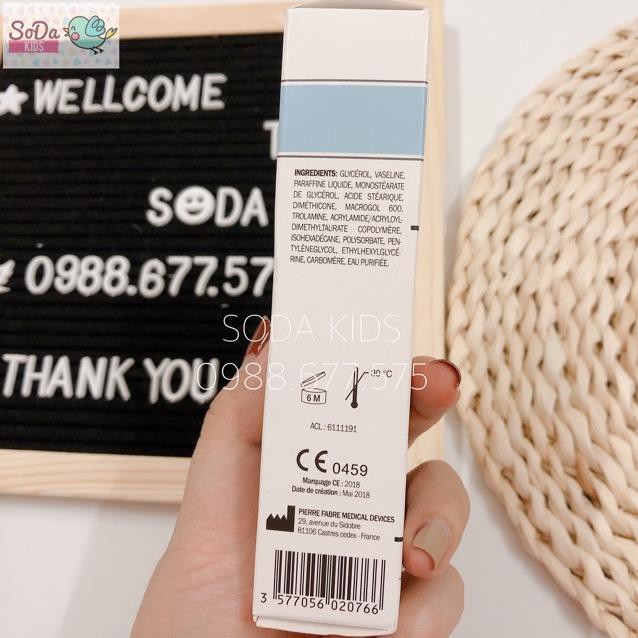 SoDa
KIDS
WELLCOME
T
SODA
0988.677.57
THANK YOU
INGREDIENTS: GLYCÉROL, VASELINE,
PARAFFINE LIQUIDE, MONOSTÉARATE
DE GLYCÉROL, ACIDE STÉARIQUE,
DIMÉTHICONE, MACROGOL 600,
TROLAMINE, ACRYLAMIDE/ACRYLOYL-
DIMETHYLTAURATE COPOLYMÈRE,
ISOHEXADÉCANE, POLYSORBATE, PEN-
TYLÈNEGLYCOL, ETHYLHEXYLGLYCÉ-
RINE, CARBOMÈRE, EAU PURIFIÉE.
SODA KIDS
0988.677.575
30 °C
6 M
ACL : 6111191
CE 0459
Marquage CE : 2018
Date de création : Mai 2018
PIERRE FABRE MEDICAL DEVICES
29, avenue du Sidobre
81106 Castres cedex - France
3 577056 020766